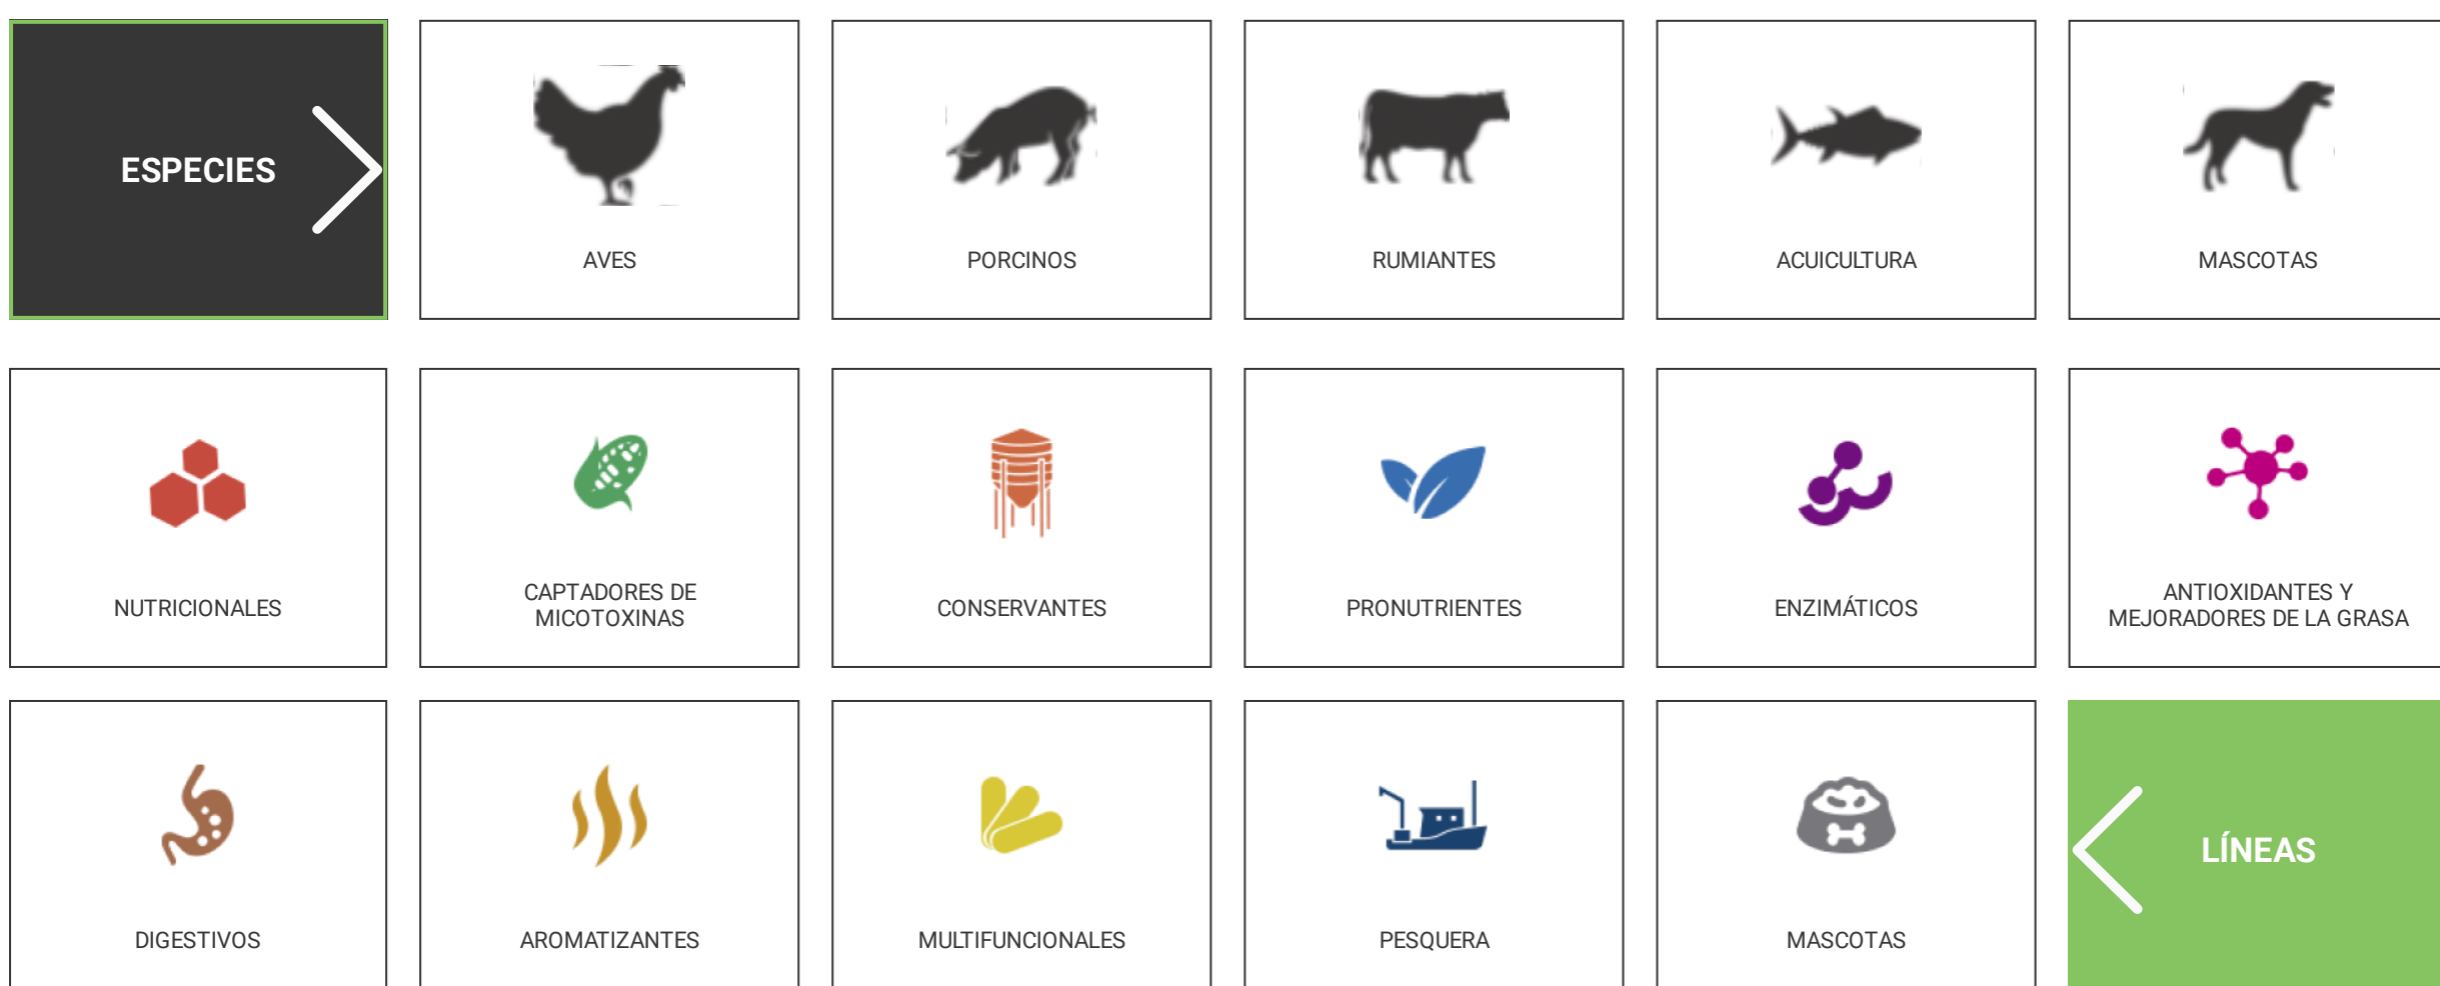 ESPECIES
AVES
PORCINOS
RUMIANTES
ACUICULTURA
MASCOTAS
NUTRICIONALES
CAPTADORES DE
MICOTOXINAS
CONSERVANTES
PRONUTRIENTES
ENZIMÁTICOS
ANTIOXIDANTES Y
MEJORADORES DE LA GRASA
DIGESTIVOS
AROMATIZANTES
MULTIFUNCIONALES
PESQUERA
MASCOTAS
LÍNEAS